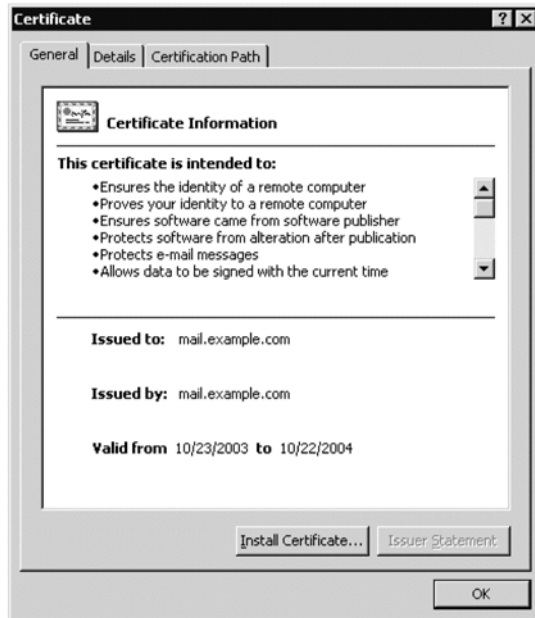 Certificate
General Details Certification Path
Certificate Information
This certificate is intended to:
•Ensures the identity of a remote computer
•Proves your identity to a remote computer
•Ensures software came from software publisher
•Protects software from alteration after publication
•Protects e-mail messages
•Allows data to be signed with the current time
Issued to: mail.example.com
Issued by: mail.example.com
Valid from 10/23/2003 to 10/22/2004
Install Certificate... Issuer Statement
OK